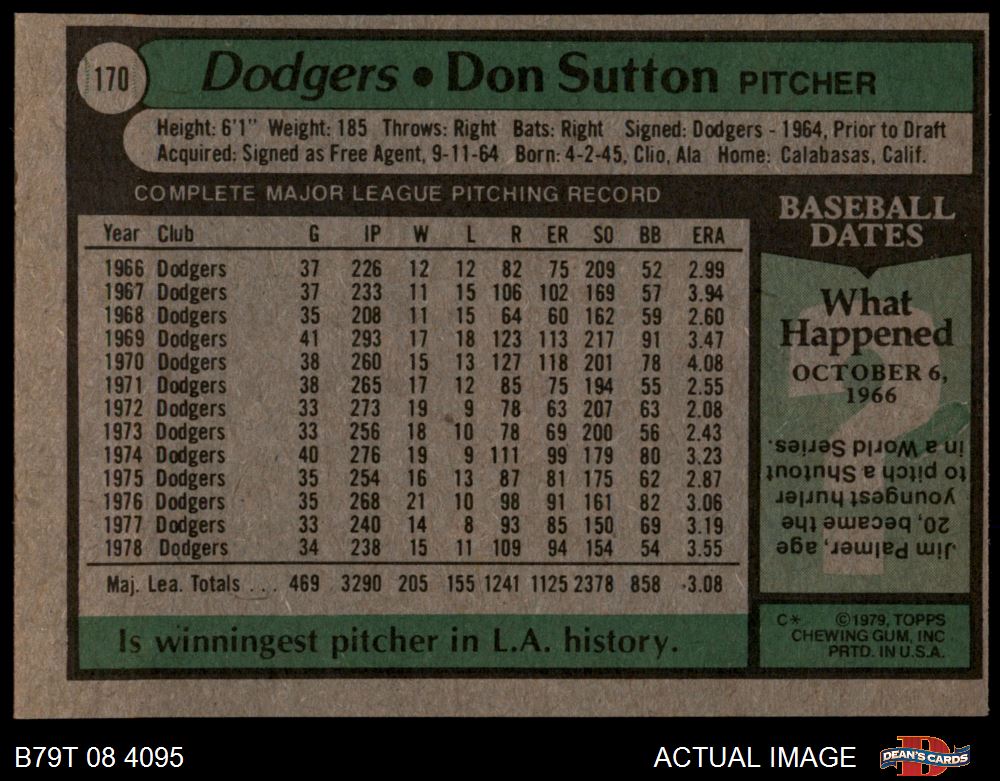 170
Dodgers • Don Sutton PITCHER
Height: 6'1" Weight: 185 Throws: Right Bats: Right Signed: Dodgers - 1964, Prior to Draft
Acquired: Signed as Free Agent, 9-11-64 Born: 4-2-45, Clio, Ala Home: Calabasas, Calif.
COMPLETE MAJOR LEAGUE PITCHING RECORD
Year Club G IP W L R ER SO BB ERA
1966 Dodgers 37 226 12 12 82 75 209 52 2.99
1967 Dodgers 37 233 11 15 106 102 169 57 3.94
1968 Dodgers 35 208 11 15 64 60 162 59 2.60
1969 Dodgers 41 293 17 18 123 113 217 91 3.47
1970 Dodgers 38 260 15 13 127 118 201 78 4.08
1971 Dodgers 38 265 17 12 85 75 194 55 2.55
1972 Dodgers 33 273 19 9 78 63 207 63 2.08
1973 Dodgers 33 256 18 10 78 69 200 56 2.43
1974 Dodgers 40 276 19 9 111 99 179 80 3.23
1975 Dodgers 35 254 16 13 87 81 175 62 2.87
1976 Dodgers 35 268 21 10 98 91 161 82 3.06
1977 Dodgers 33 240 14 8 93 85 150 69 3.19
1978 Dodgers 34 238 15 11 109 94 154 54 3.55
Maj. Lea. Totals . . . 469 3290 205 155 1241 1125 2378 858 3.08
Is winningest pitcher in L.A. history.
BASEBALL
DATES
What
Happened
OCTOBER 6,
1966
Jim Palmer, age
20, became the
youngest hurler
to pitch a Shutout
in a World Series.
C* ©1979, TOPPS
CHEWING GUM, INC.
PRTD. IN U.S.A.
B79T 08 4095
ACTUAL IMAGE
DEAN'S CARDS